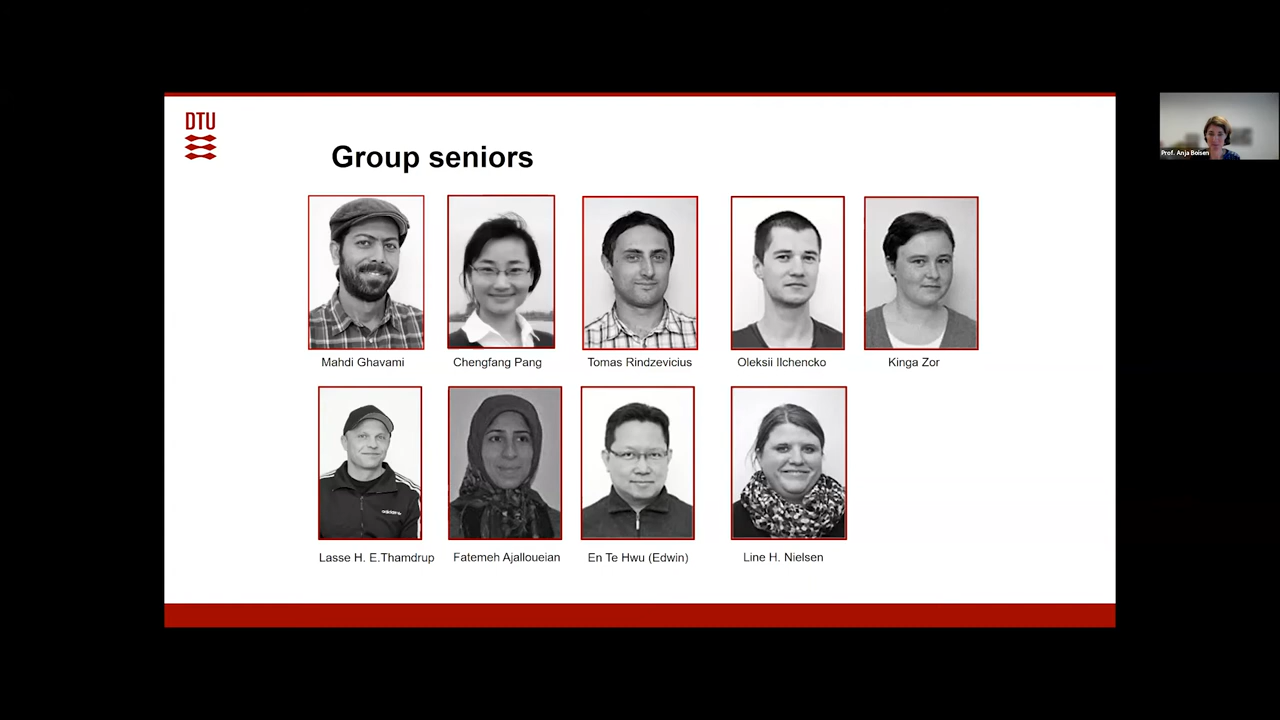 DTU
Group seniors
Prof. Anja Boisen
Mahdi Ghavami
Chengfang Pang
Tomas Rindzevicius
Oleksii Ilchencko
Kinga Zor
adidas
Lasse H. E.Thamdrup
Fatemeh Ajalloueian
En Te Hwu (Edwin)
Line H. Nielsen